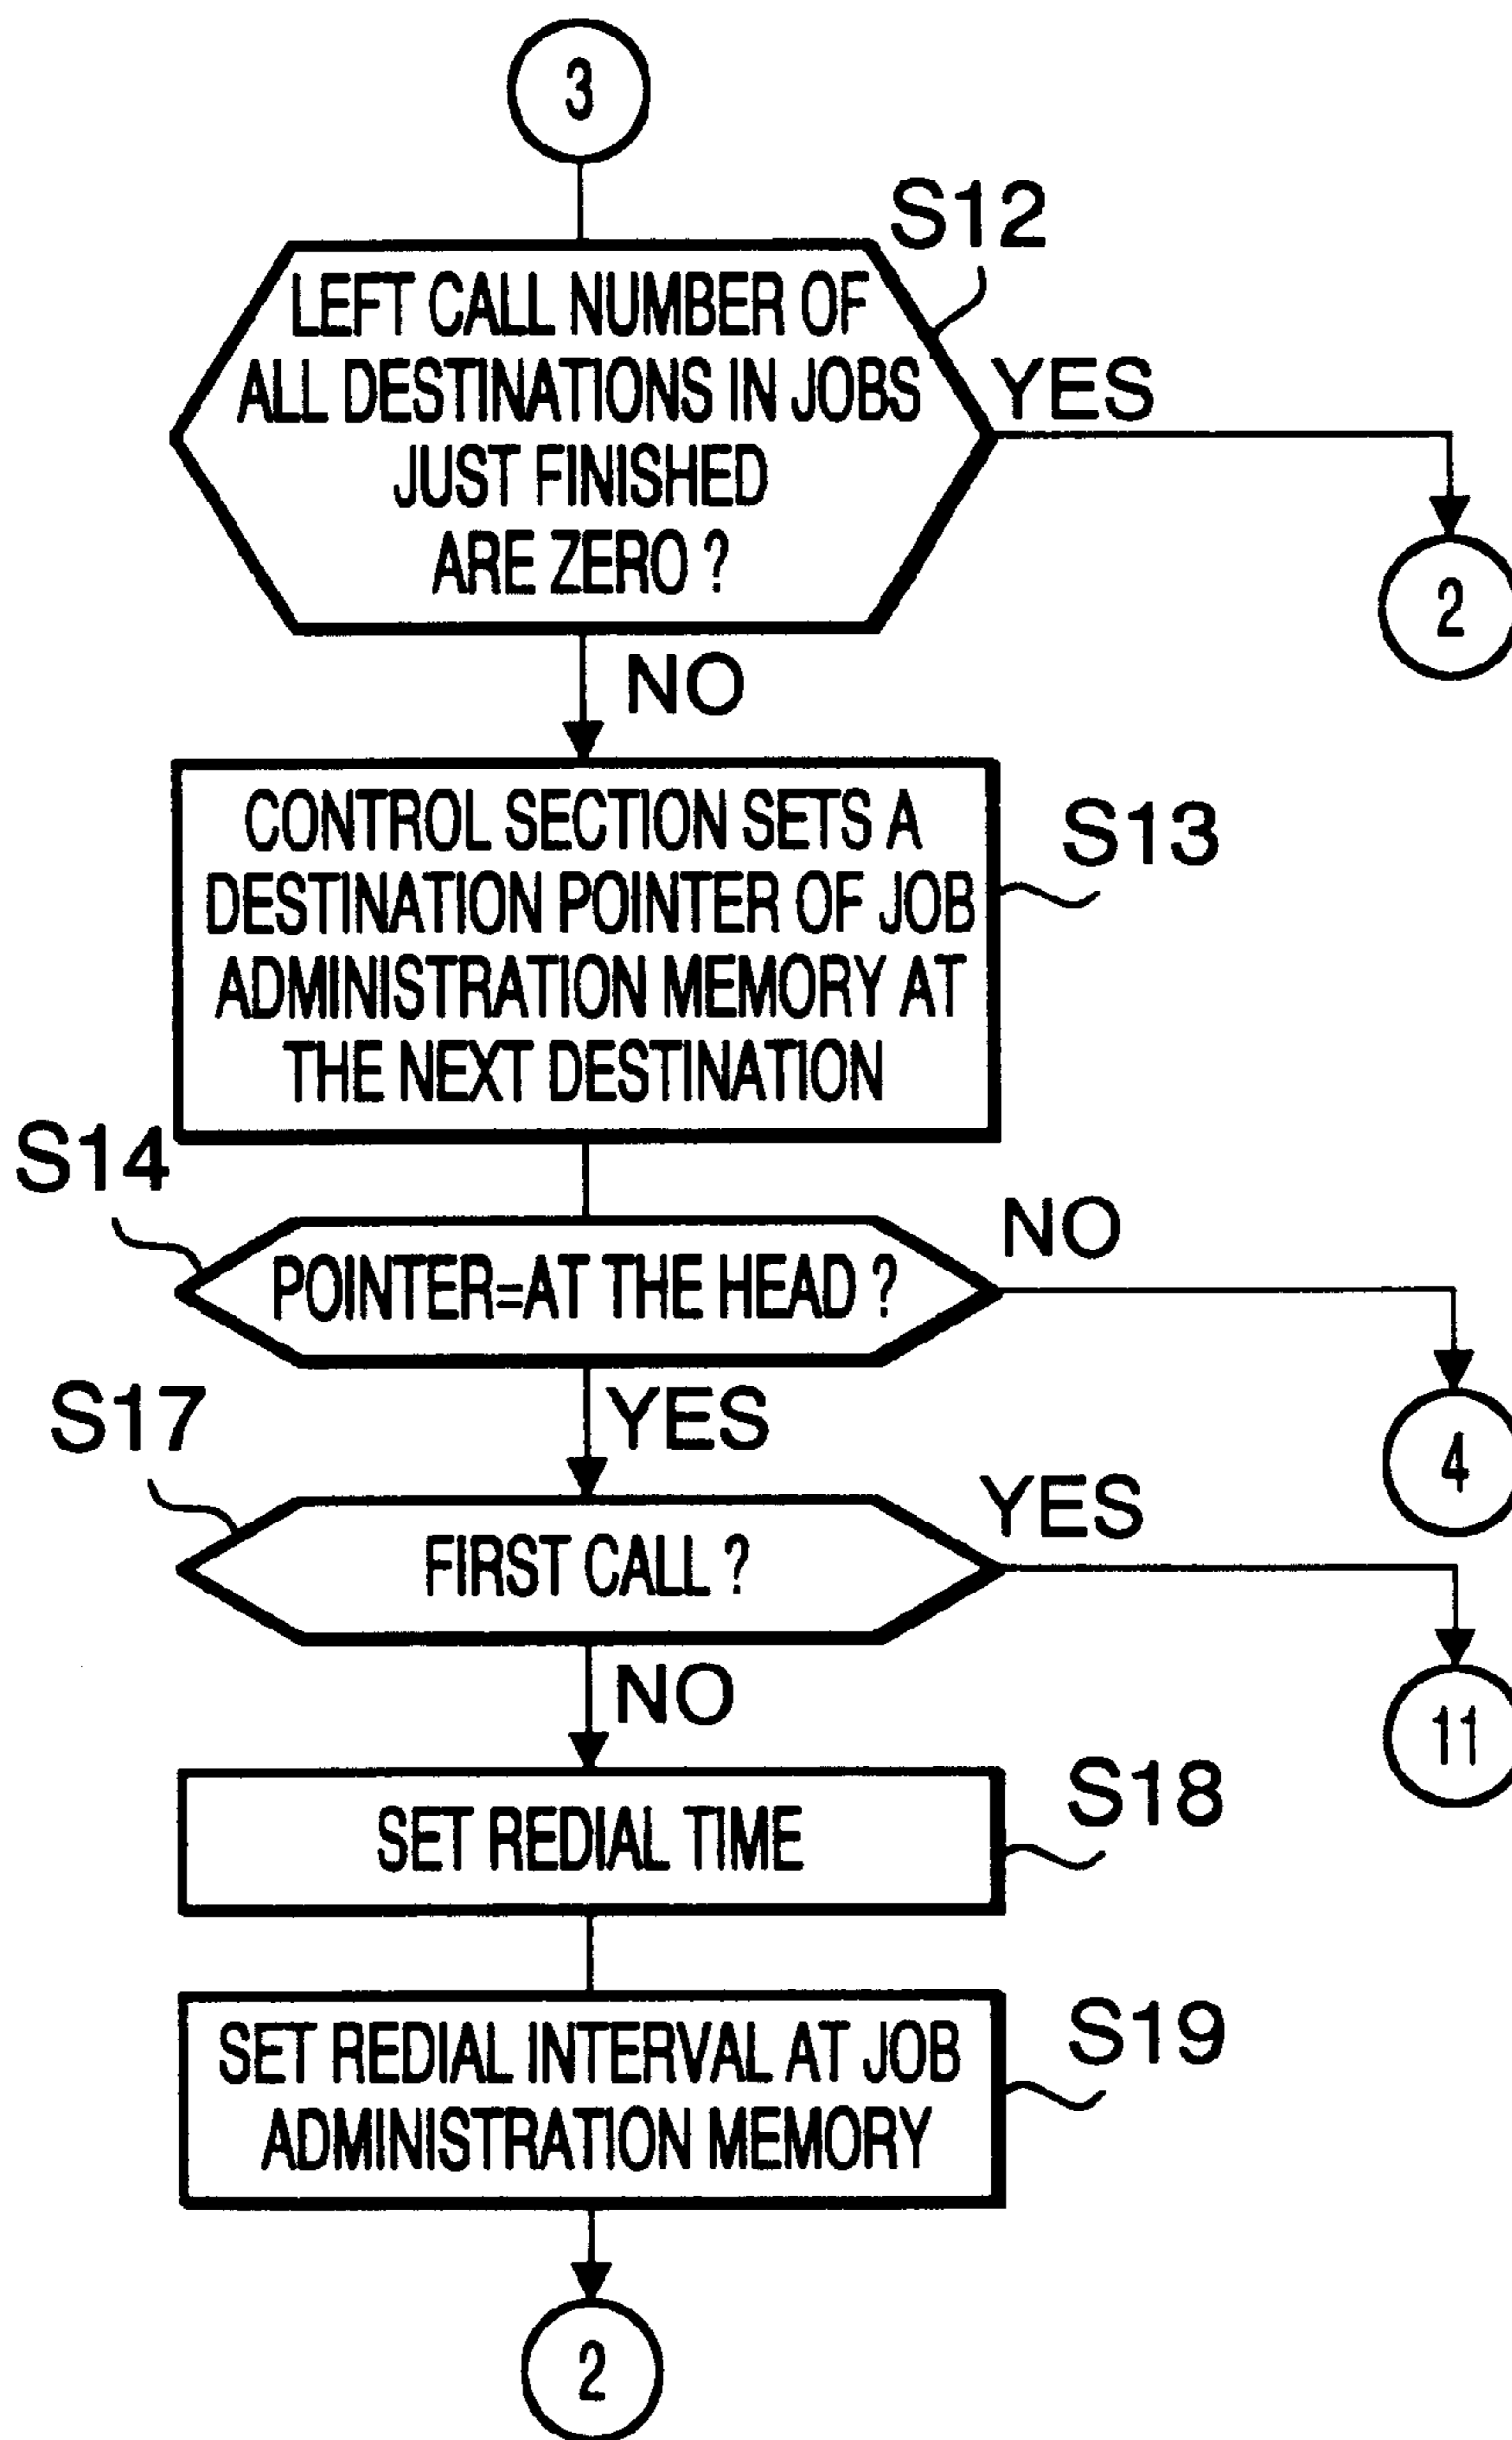 3
S12
LEFT CALL NUMBER OF
ALL DESTINATIONS IN JOBS
JUST FINISHED
ARE ZERO ?
YES
2
NO
CONTROL SECTION SETS A
DESTINATION POINTER OF JOB
ADMINISTRATION MEMORY AT
THE NEXT DESTINATION
S13
S14
POINTER=AT THE HEAD ?
NO
4
YES
S17
FIRST CALL ?
YES
11
NO
SET REDIAL TIME
S18
SET REDIAL INTERVAL AT JOB
ADMINISTRATION MEMORY
S19
2